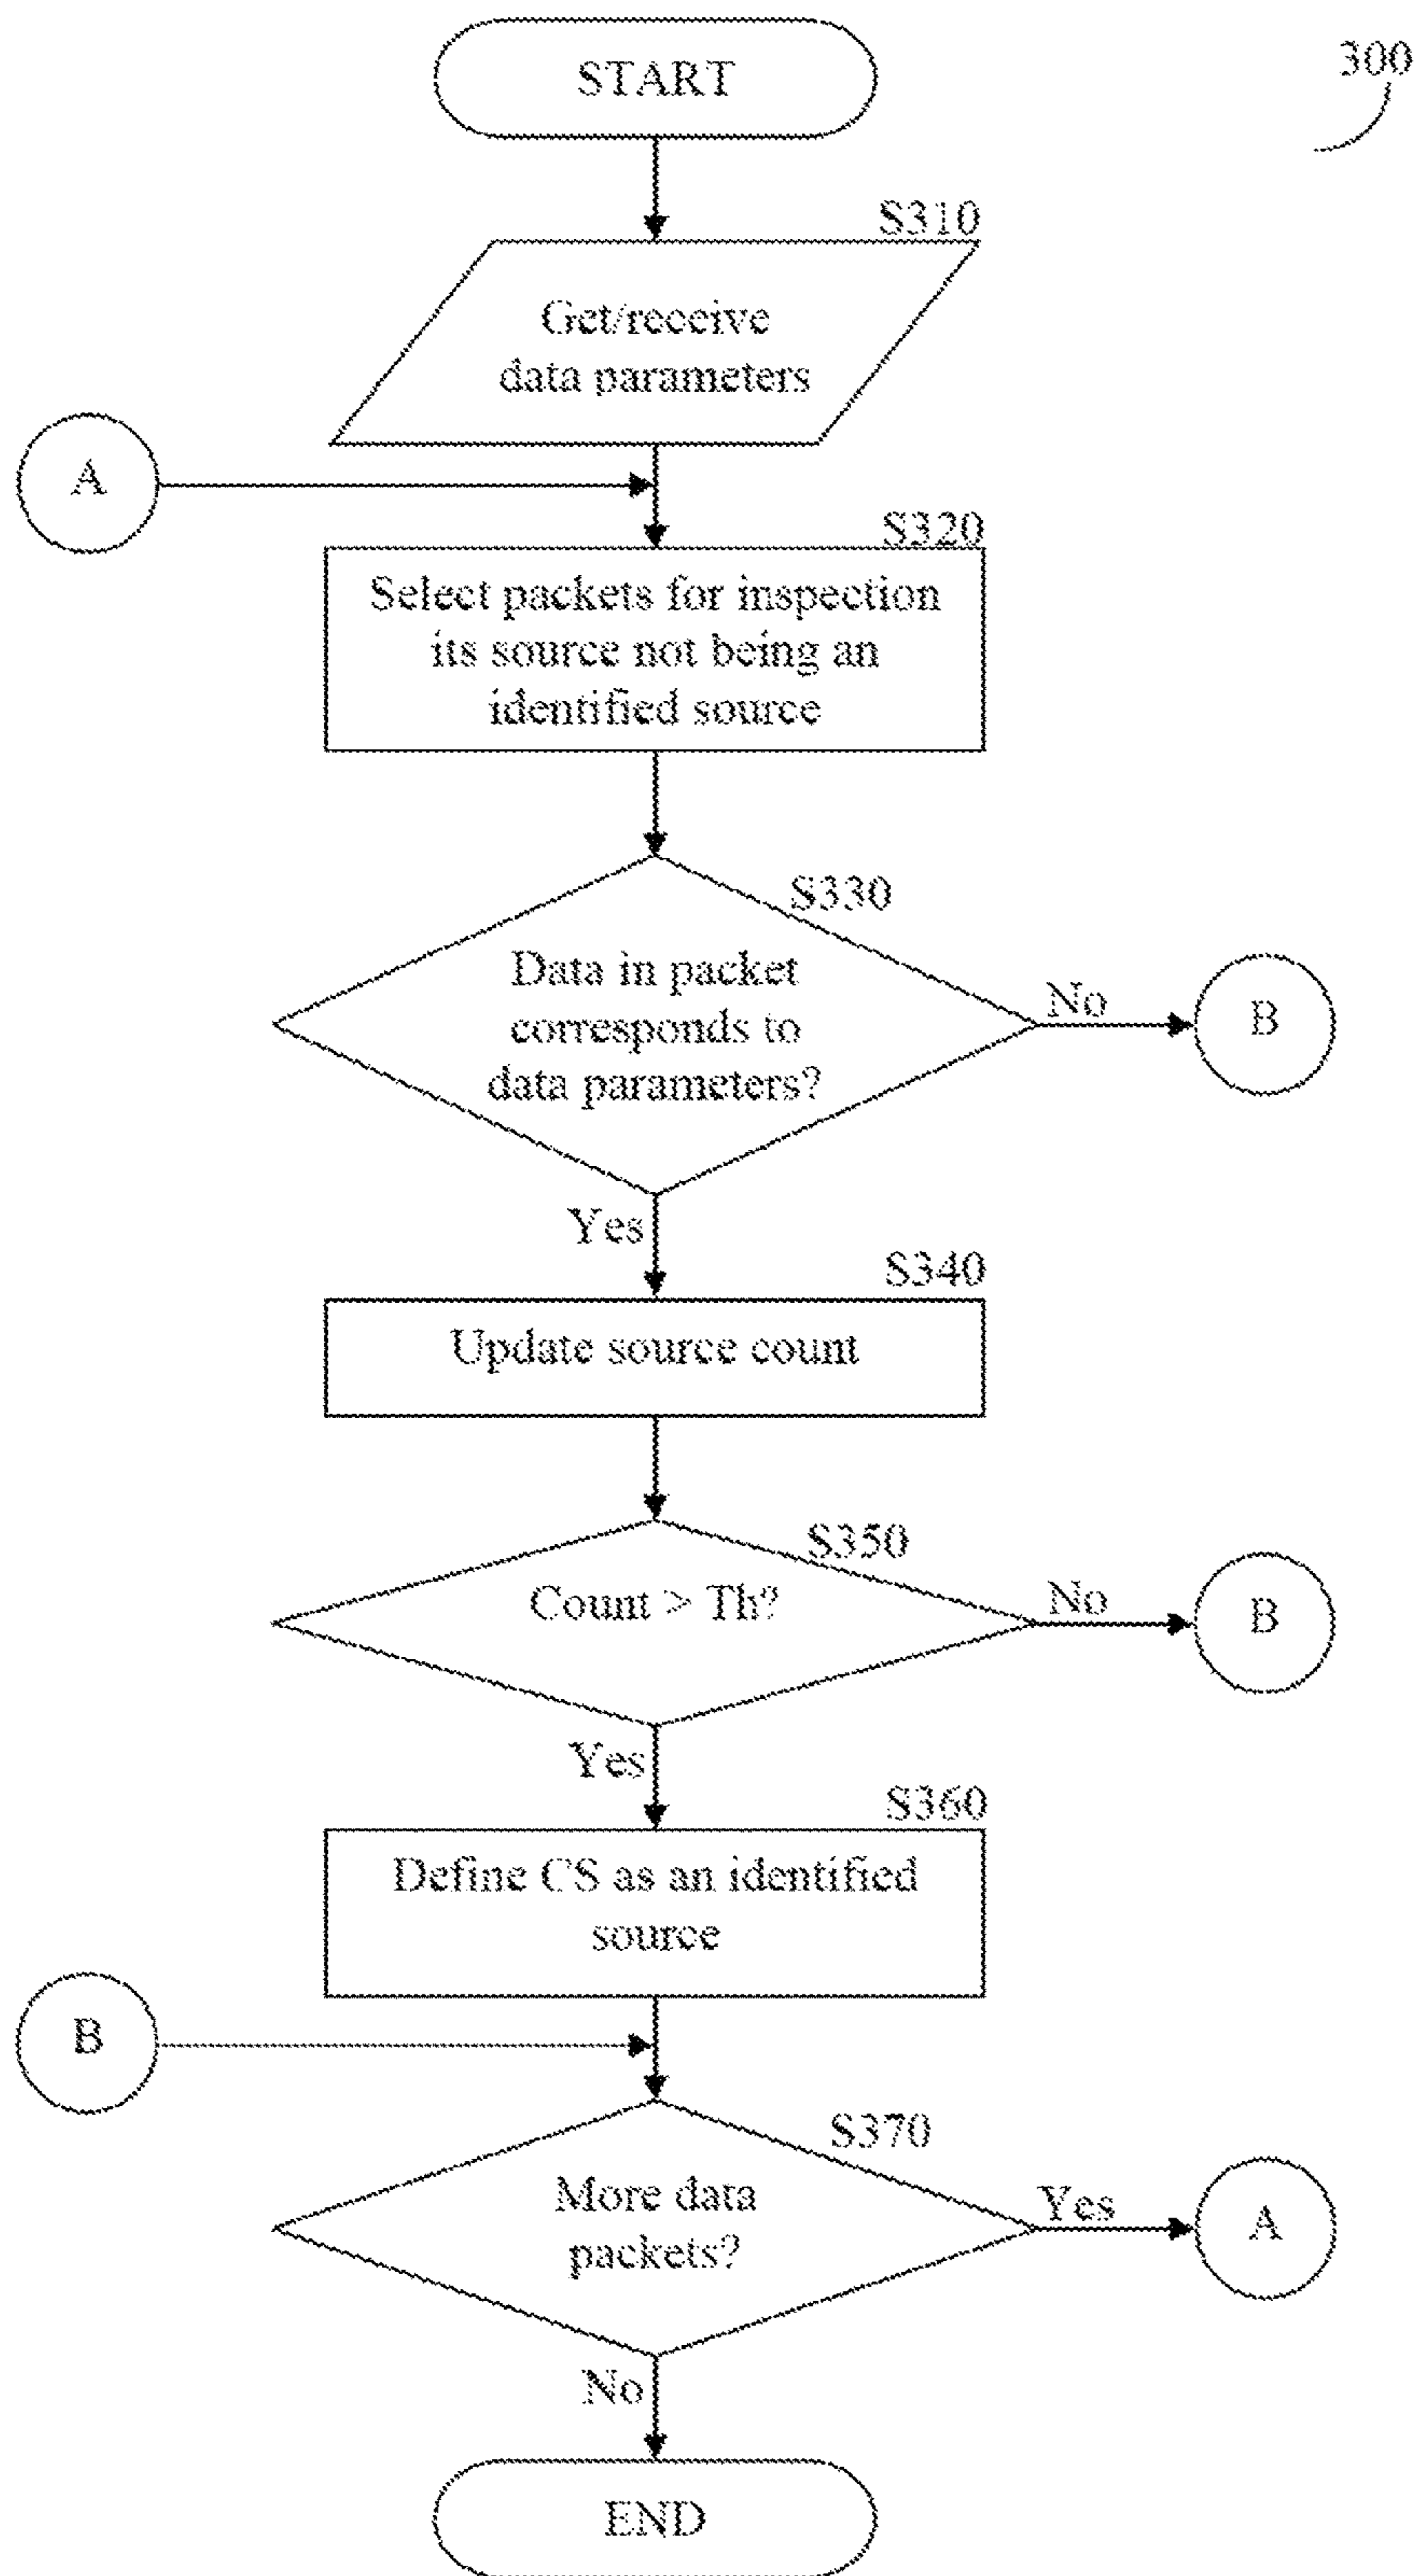 START
300
S310
Get/receive
data parameters
A
S320
Select packets for inspection
its source not being an
identified source
S330
Data in packet
corresponds to
data parameters?
No
B
Yes
S340
Update source count
S350
Count > Th?
No
B
Yes
S360
Define CS as an identified
source
B
S370
More data
packets?
Yes
A
No
END